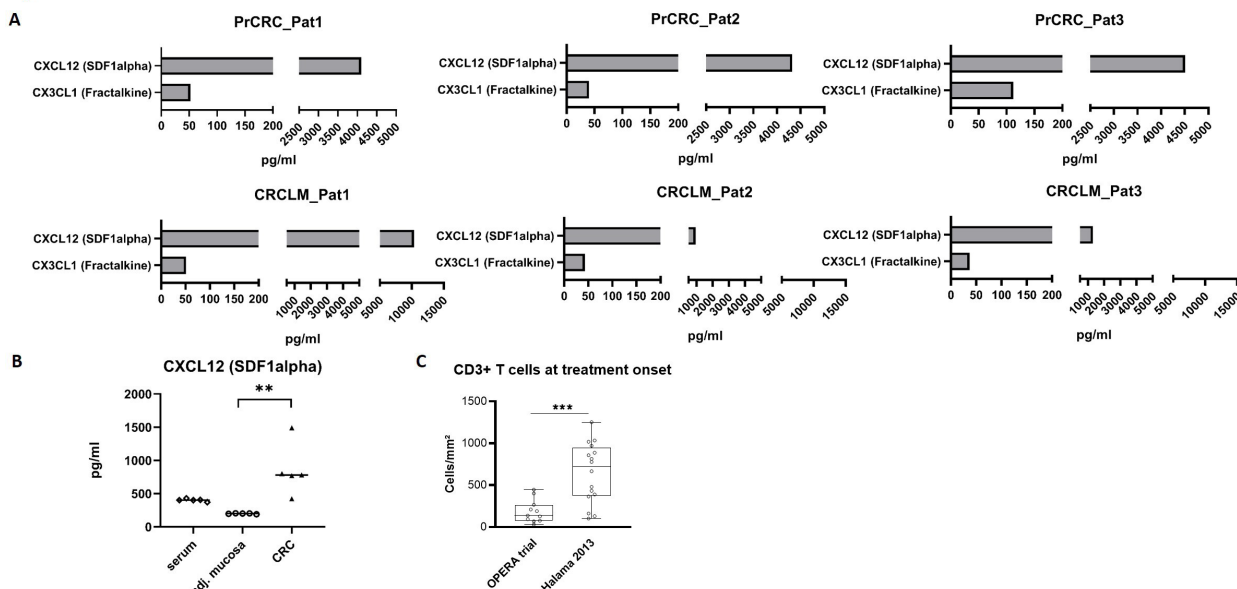 A
PrCRC_Pat1
CXCL12 (SDF1alpha)
CX3CL1 (Fractalkine)
0 50 100 150 200 2500 3000 3500 4000 4500 5000
pg/ml
PrCRC_Pat2
CXCL12 (SDF1alpha)
CX3CL1 (Fractalkine)
0 50 100 150 200 2500 3000 3500 4000 4500 5000
pg/ml
PrCRC_Pat3
CXCL12 (SDF1alpha)
CX3CL1 (Fractalkine)
0 50 100 150 200 2500 3000 3500 4000 4500 5000
pg/ml
CRCLM_Pat1
CXCL12 (SDF1alpha)
CX3CL1 (Fractalkine)
0 50 100 150 200 1000 2000 3000 4000 5000 5000 10000 15000
pg/ml
CRCLM_Pat2
CXCL12 (SDF1alpha)
CX3CL1 (Fractalkine)
0 50 100 150 200 1000 2000 3000 4000 5000 5000 10000 15000
pg/ml
CRCLM_Pat3
CXCL12 (SDF1alpha)
CX3CL1 (Fractalkine)
0 50 100 150 200 1000 2000 3000 4000 5000 5000 10000 15000
pg/ml
B
CXCL12 (SDF1alpha)
**
2000
1500
1000
500
0
pg/ml
serum
dj. mucosa
CRC
C
CD3+ T cells at treatment onset
***
1500
1000
500
0
Cells/mm²
OPERA trial
Halama 2013